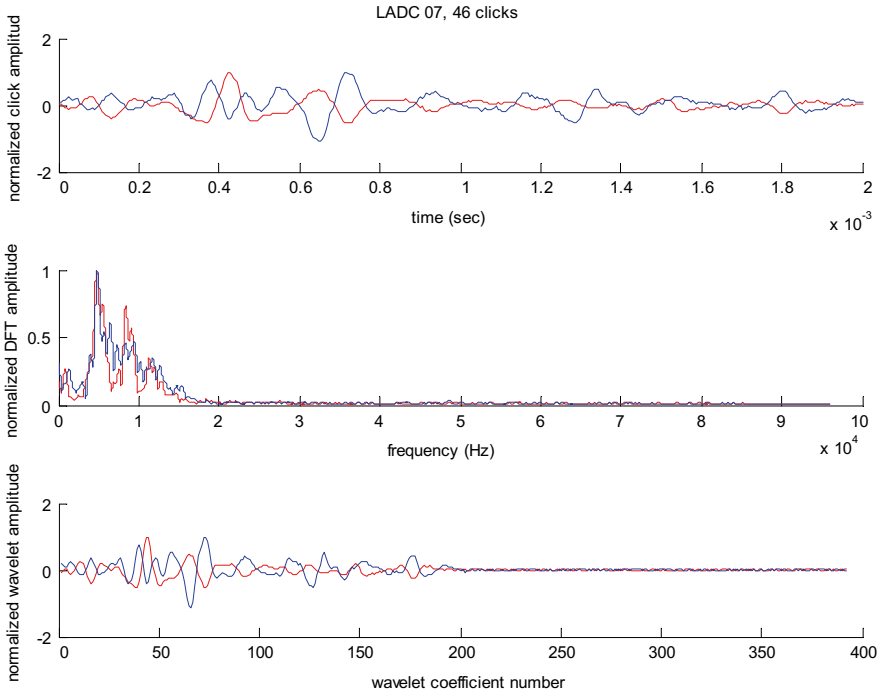 LADC 07, 46 clicks
normalized click amplitud
2
0
-2
0 0.2 0.4 0.6 0.8 1 1.2 1.4 1.6 1.8 2
time (sec)
x 10-3
normalized DFT amplitude
1
0.5
0
0 1 2 3 4 5 6 7 8 9 10
frequency (Hz)
x 104
normalized wavelet amplitude
2
0
-2
0 50 100 150 200 250 300 350 400
wavelet coefficient number